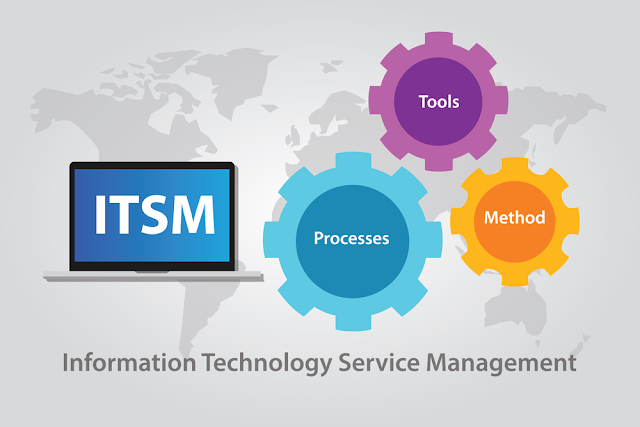 Tools
ITSM
Method
Processes
Information Technology Service Management